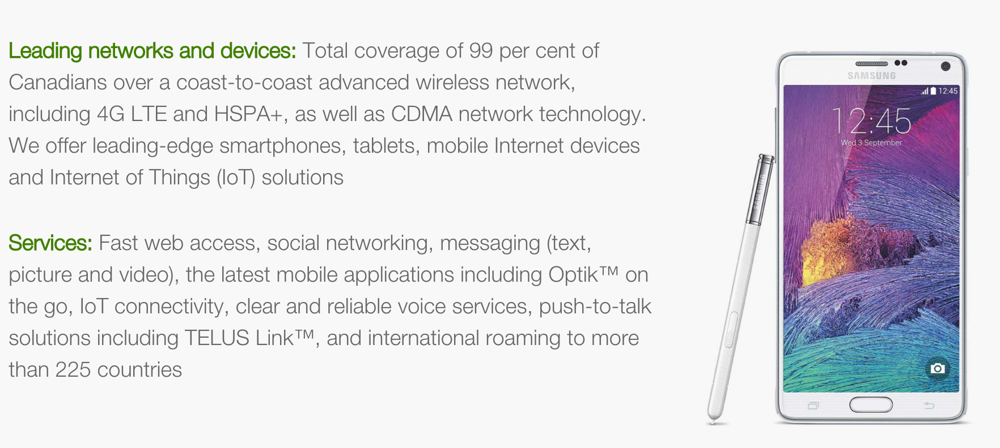 Leading networks and devices: Total coverage of 99 per cent of
Canadians over a coast-to-coast advanced wireless network,
including 4G LTE and HSPA+, as well as CDMA network technology.
We offer leading-edge smartphones, tablets, mobile Internet devices
and Internet of Things (IoT) solutions
Services: Fast web access, social networking, messaging (text,
picture and video), the latest mobile applications including Optik™ on
the go, IoT connectivity, clear and reliable voice services, push-to-talk
solutions including TELUS Link™, and international roaming to more
than 225 countries
SAMSUNG
12:45
12:45
Wed 3 September
SAMSUNG